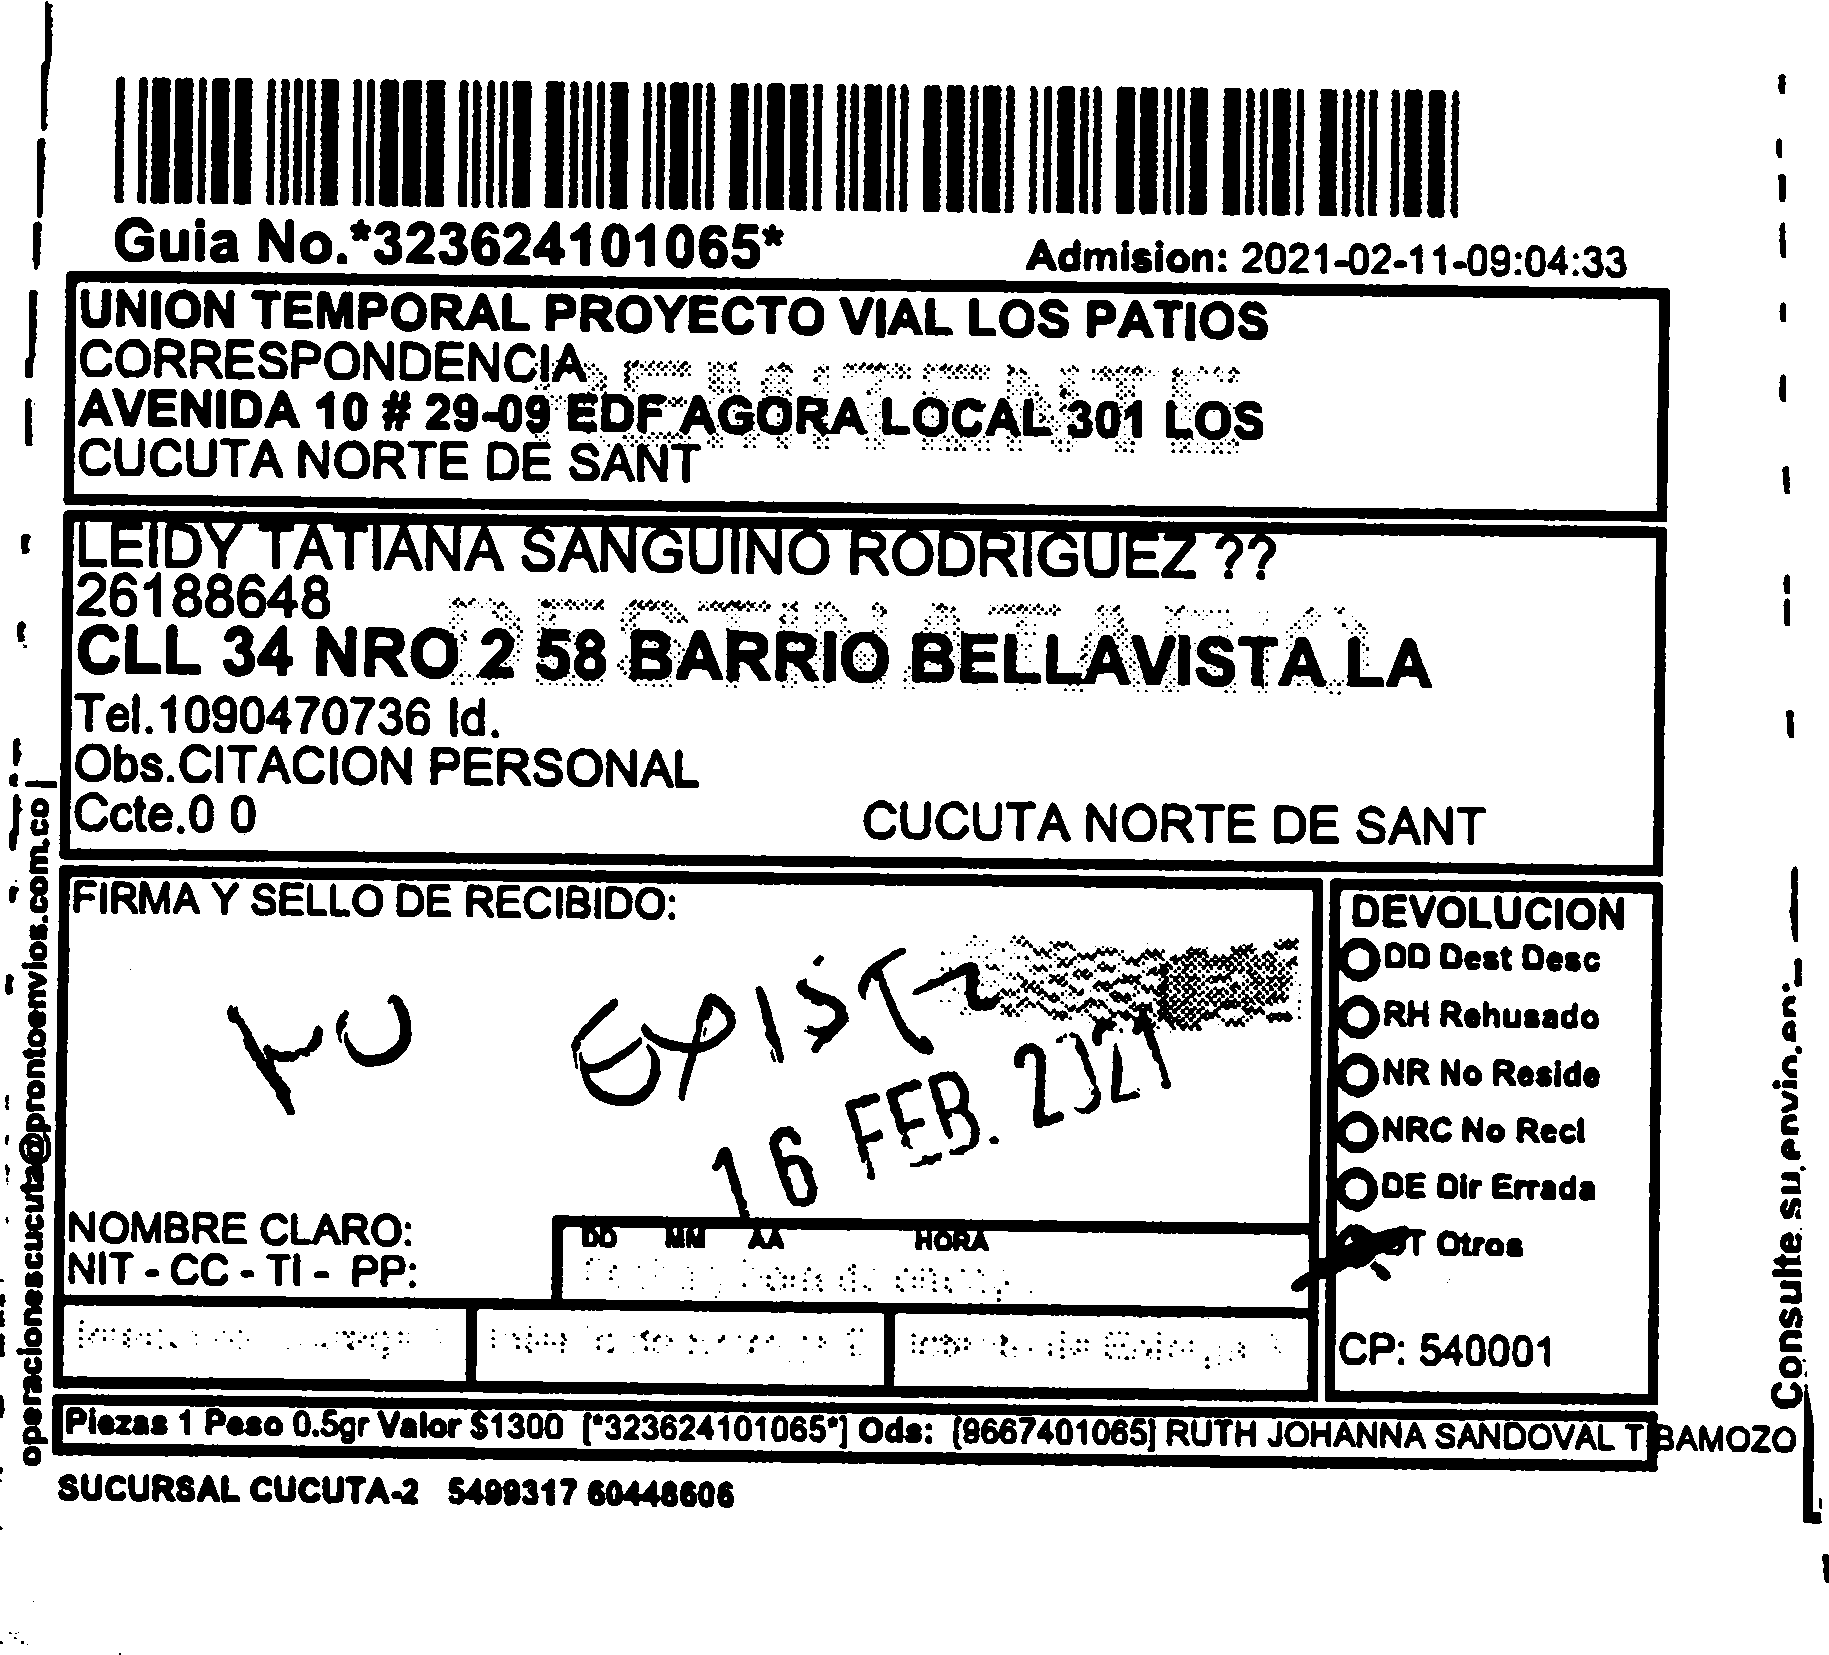 Guia No.*323624101065*
Admision: 2021-02-11-09:04:33
UNION TEMPORAL PROYECTO VIAL LOS PATIOS
CORRESPONDENCIA
REMITENTE
AVENIDA 10 # 29-09 EDF AGORA LOCAL 301 LOS
CUCUTA NORTE DE SANT
LEIDY TATIANA SANGUINO RODRIGUEZ ??
26188648
DESTINATARIO
CLL 34 NRO 2 58 BARRIO BELLAVISTA LA
Tel.1090470736 Id.
Obs.CITACION PERSONAL
Ccte.0 0
CUCUTA NORTE DE SANT
FIRMA Y SELLO DE RECIBIDO:
NO EXISTE
16 FEB. 2021
NOMBRE CLARO:
NIT - CC - TI - PP:
DD MM AA HORA
DEVOLUCION
DD Dest Desc
RH Rehusado
NR No Reside
NRC No Recl
DE Dir Errada
OT Otros
CP: 540001
Piezas 1 Peso 0.5gr Valor $1300 [*323624101065*] Ods: [9667401065] RUTH JOHANNA SANDOVAL TIBAMOZO
SUCURSAL CUCUTA-2 5499317 60448606
operacionescucuta@prontoenvios.com.co |
Consulte su envio en: